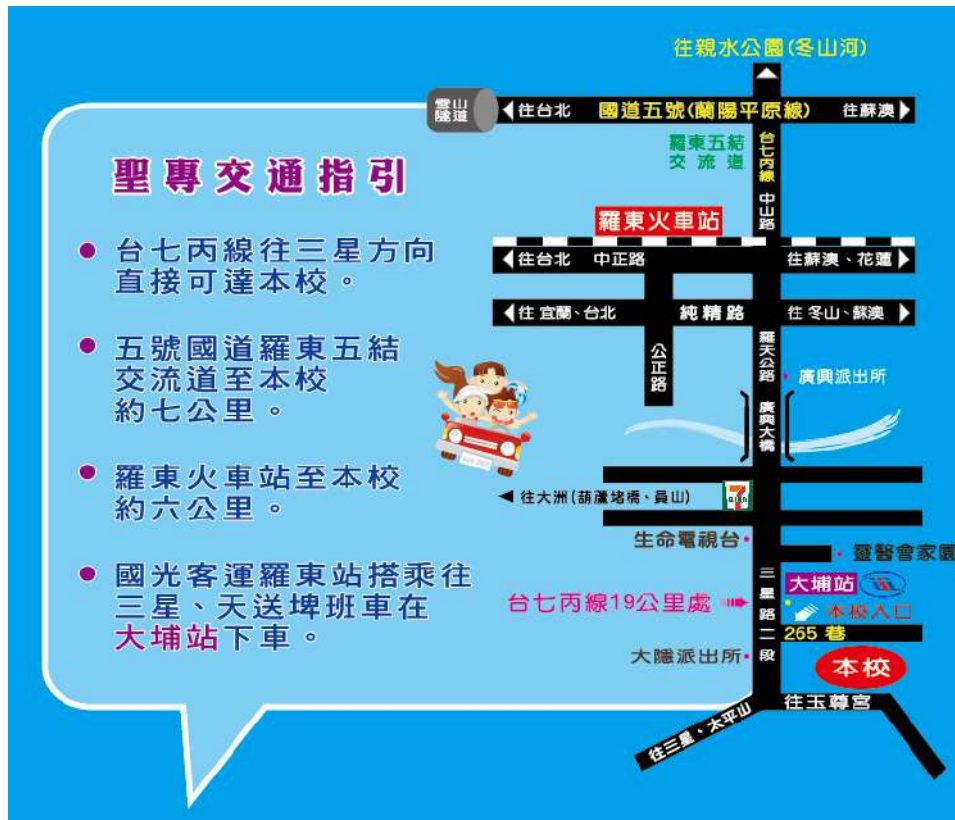 往親水公園(冬山河)
雪山
隧道
往台北 國道五號(蘭陽平原線) 往蘇澳
羅東五結
交流道
台七丙線
中山路
聖專交通指引
羅東火車站
往台北 中正路 往蘇澳、花蓮
台七丙線往三星方向
直接可達本校。
往 宜蘭、台北 純精路 往 冬山、蘇澳
五號國道羅東五結
交流道至本校
約七公里。
公正路
羅天公路
廣興派出所
廣興大橋
羅東火車站至本校
約六公里。
往大洲(葫蘆堵橋、員山)
7
生命電視台
靈醫會家園
國光客運羅東站搭乘往
三星、天送埤班車在
大埔站下車。
大埔站
台七丙線19公里處
本校入口
三星路二段
265 巷
大隱派出所
本校
往玉尊宮
往三星、太平山